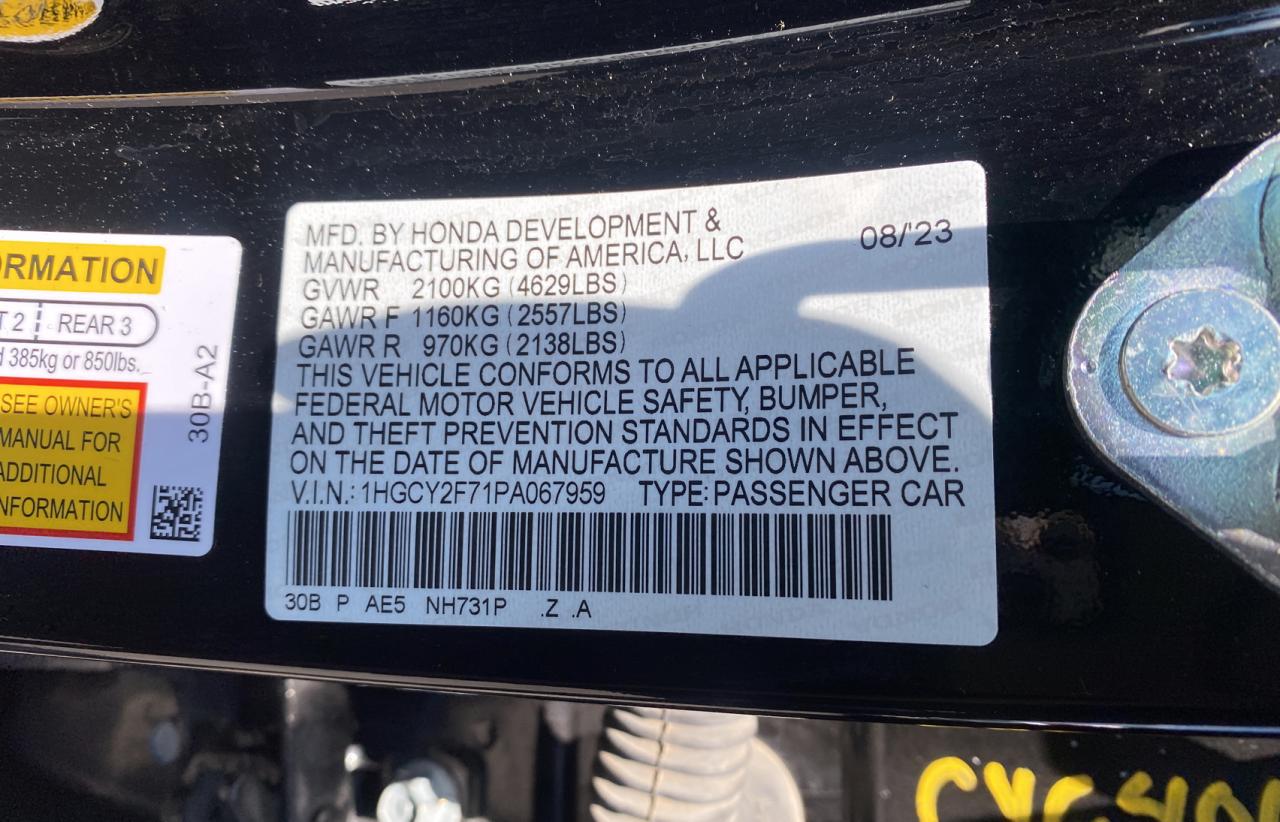 ORMATION
T 2 REAR 3
d 385kg or 850lbs.
SEE OWNER'S
MANUAL FOR
ADDITIONAL
NFORMATION
30B-A2
MFD. BY HONDA DEVELOPMENT &
MANUFACTURING OF AMERICA, LLC
08/'23
GVWR 2100KG (4629LBS)
GAWR F 1160KG (2557LBS)
GAWR R 970KG (2138LBS)
THIS VEHICLE CONFORMS TO ALL APPLICABLE
FEDERAL MOTOR VEHICLE SAFETY, BUMPER,
AND THEFT PREVENTION STANDARDS IN EFFECT
ON THE DATE OF MANUFACTURE SHOWN ABOVE.
V.I.N.: 1HGCY2F71PA067959 TYPE: PASSENGER CAR
30B P AE5 NH731P .Z .A